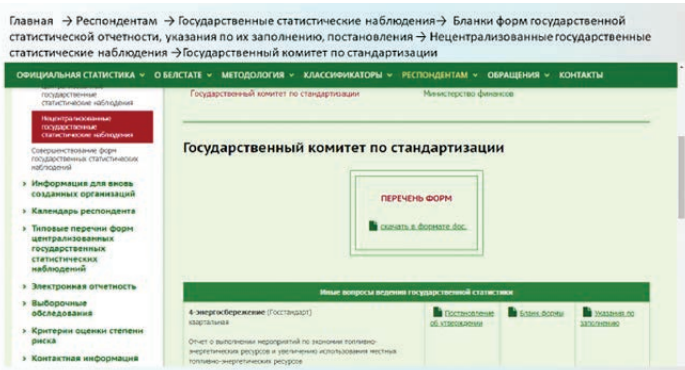 Главная → Респондентам → Государственные статистические наблюдения→ Бланки форм государственной
статистической отчетности, указания по их заполнению, постановления → Нецентрализованные государственные
статистические наблюдения →Государственный комитет по стандартизации
ОФИЦИАЛЬНАЯ СТАТИСТИКА О БЕЛСТАТЕ МЕТОДОЛОГИЯ КЛАССИФИКАТОРЫ РЕСПОНДЕНТАМ ОБРАЩЕНИЯ КОНТАКТЫ
государственные
статистические наблюдения
Государственный комитет по стандартизации
Министерство финансов
Нецентрализованные
государственные
статистические наблюдения
Совершенствование форм
государственных статистических
наблюдений
Информация для вновь
созданных организаций
Календарь респондента
Типовые перечни форм
централизованных
государственных
статистических
наблюдений
Электронная отчетность
Выборочные
обследования
Критерии оценки степени
риска
Контактная информация
Государственный комитет по стандартизации
ПЕРЕЧЕНЬ ФОРМ
скачать в формате doc.
Иные вопросы ведения государственной статистики
4-энергосбережение (Госстандарт)
квартальная
Отчет о выполнении мероприятий по экономии топливно-
энергетических ресурсов и увеличению использования местных
топливно-энергетических ресурсов
Постановление
об утверждении
Бланк формы
Указания по
заполнению